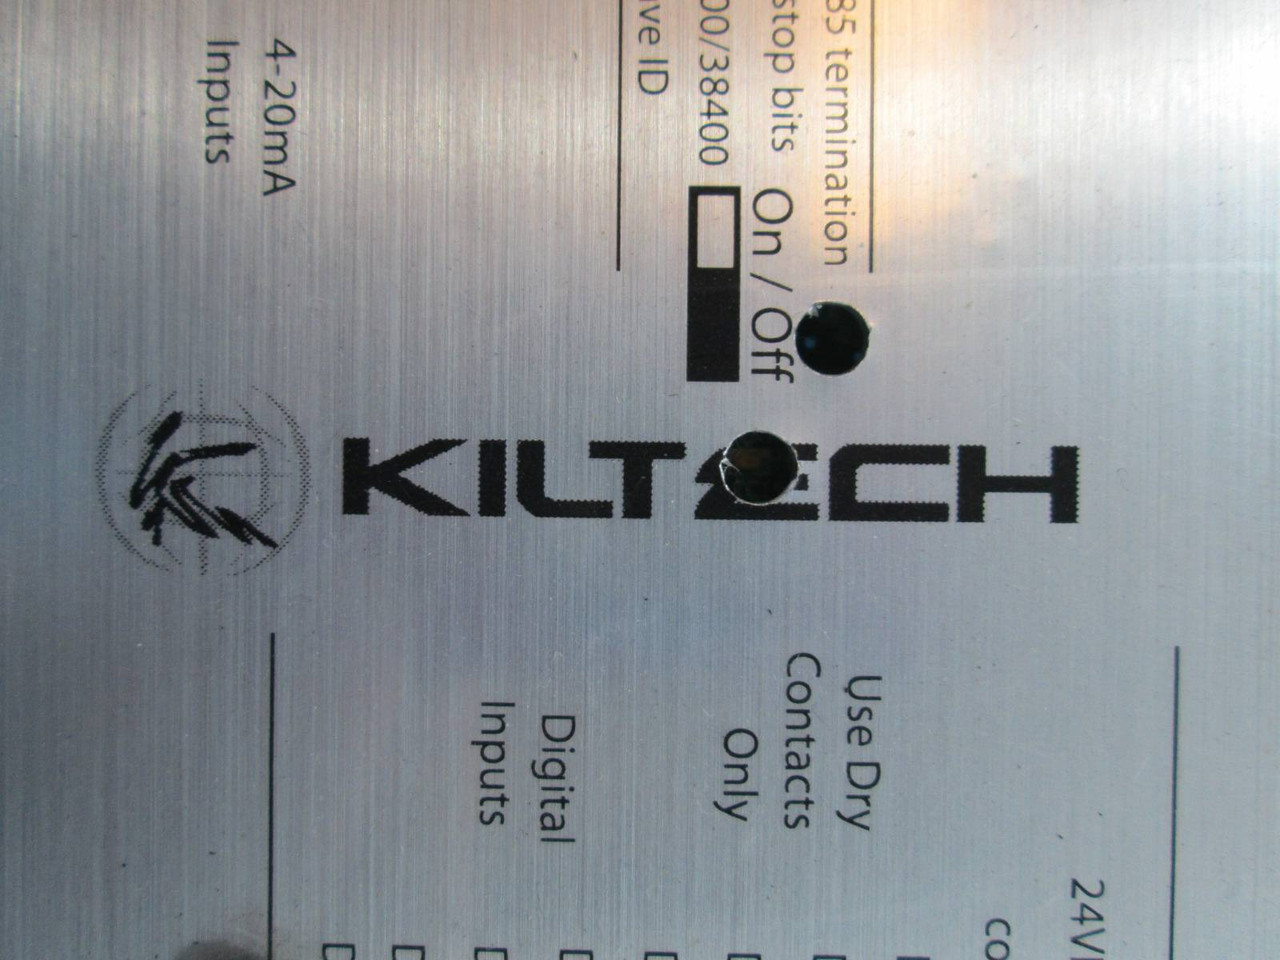 85 termination
stop bits
On / Off
00/38400
ve ID
4-20mA
Inputs
KILTECH
Use Dry
Contacts
Only
Digital
Inputs
24V
co